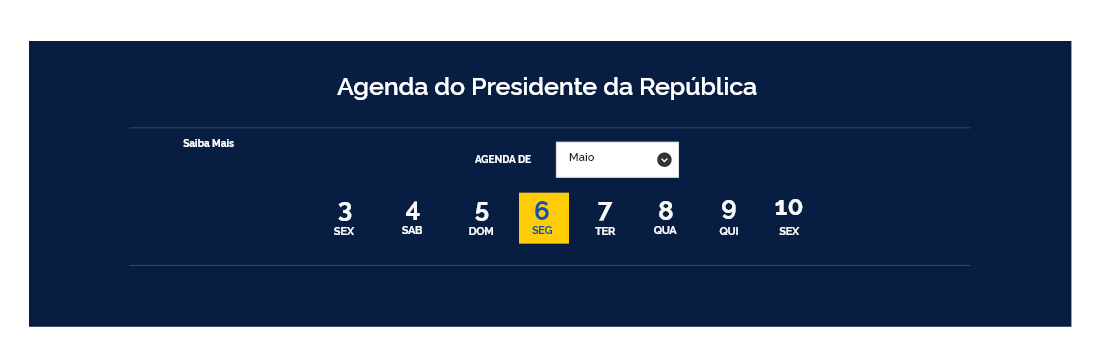 Agenda do Presidente da República
Saiba Mais
AGENDA DE Maio
3 4 5 6 7 8 9 10
SEX SAB DOM SEG TER QUA QUI SEX